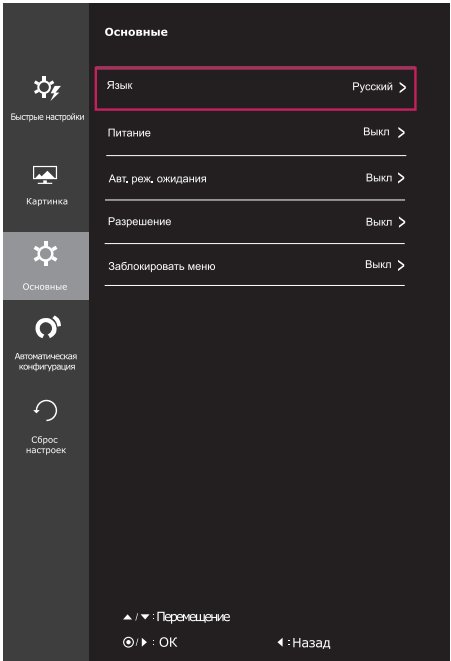 Основные
Быстрые настройки
Картинка
Основные
Автоматическая
конфигурация
Сброс
настроек
Язык Русский >
Питание Выкл >
Авт. реж. ожидания Выкл >
Разрешение Выкл >
Заблокировать меню Выкл >
▲/▼ : Перемещение
◉/▶ : ОК ◀ : Назад